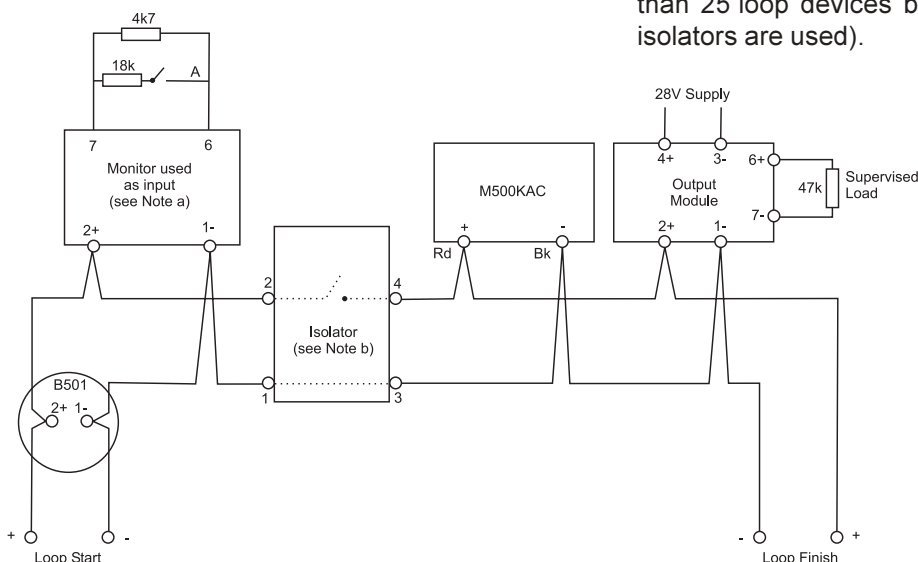 than 25 loop devices b
isolators are used).
4k7
18k
A
7 6
Monitor used
as input
(see Note a)
2+ 1-
28V Supply
4+ 3-
6+
Output
Module
47k
Supervised
Load
7-
2+ 1-
M500KAC
+ -
Rd Bk
2 4
Isolator
(see Note b)
1 3
B501
2+ 1-
+ -
Loop Start
- +
Loop Finish